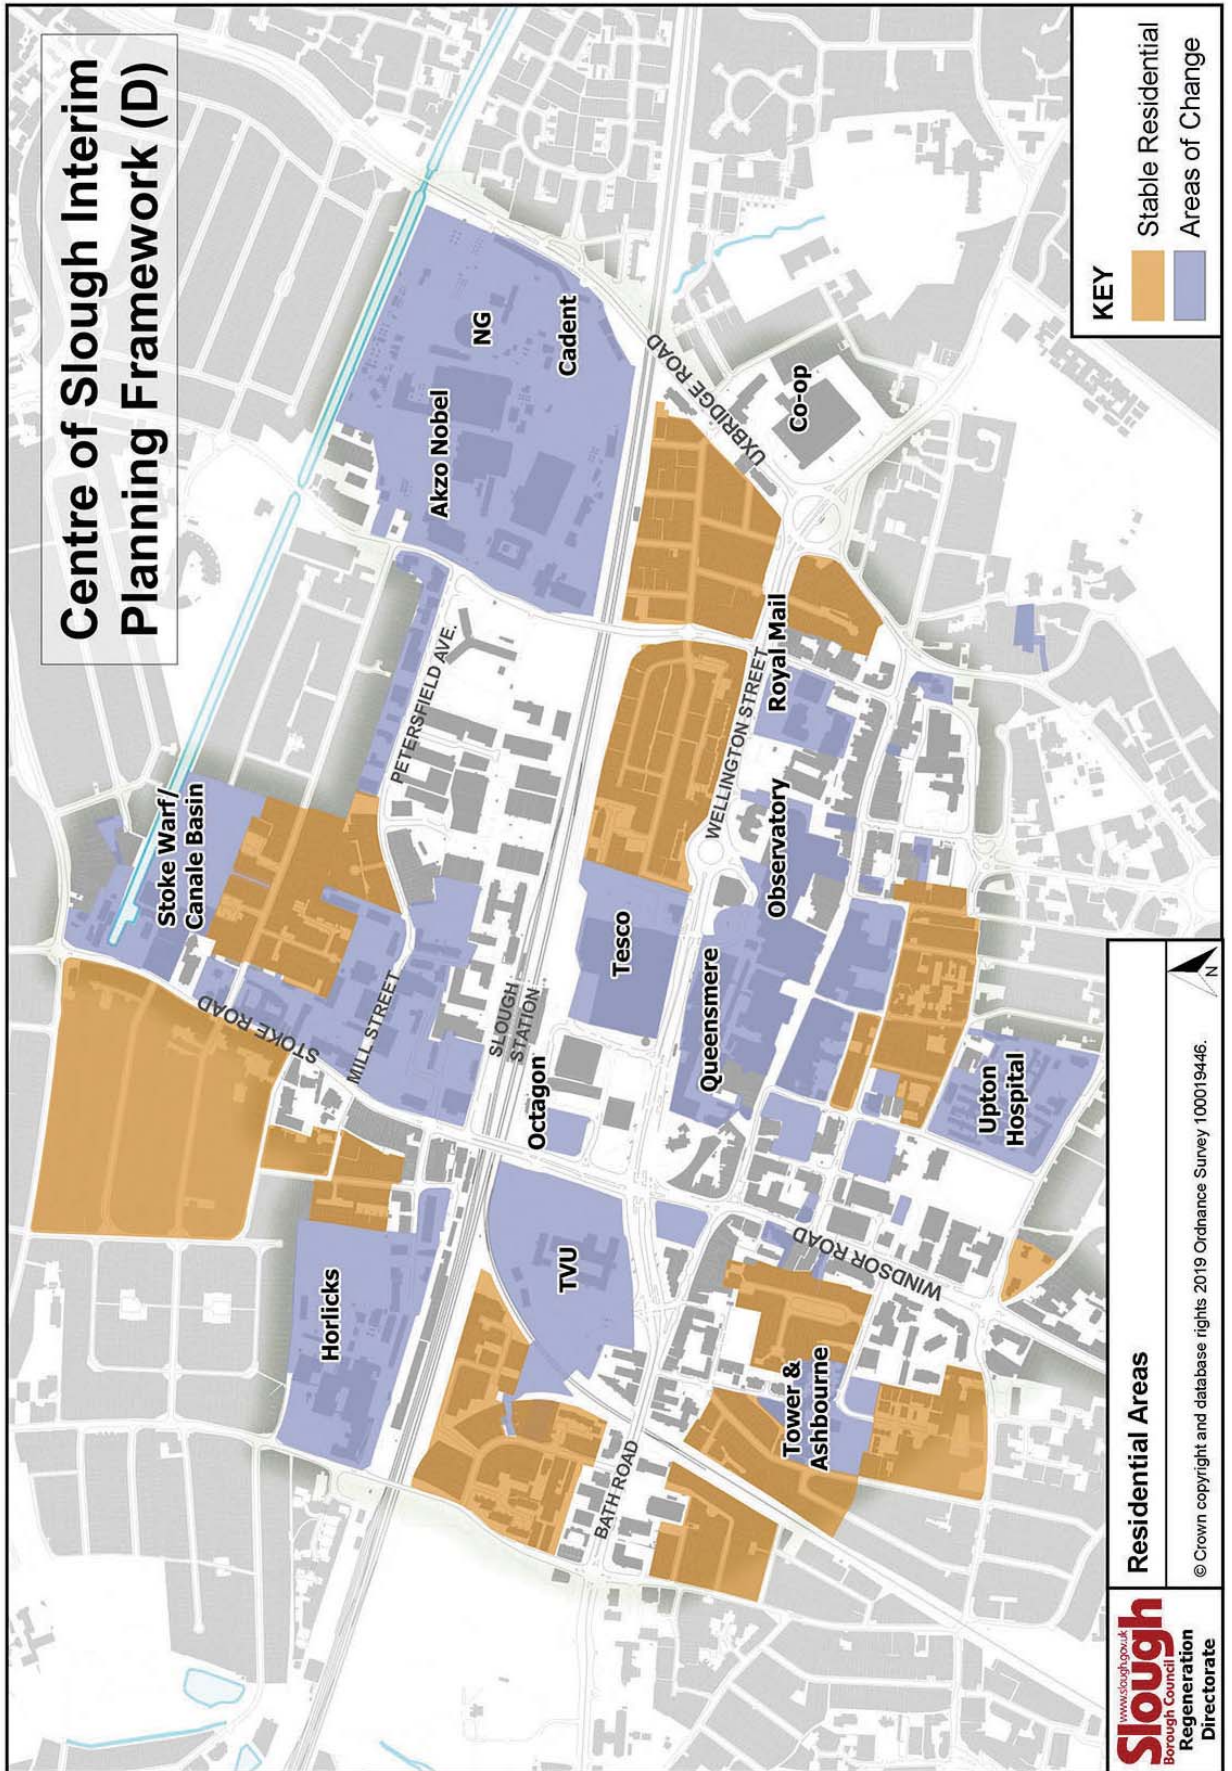 Centre of Slough Interim
Planning Framework (D)
Stoke Warf/
Canale Basin
STOKE ROAD
MILL STREET
PETERSFIELD AVE.
Akzo Nobel
NG
Cadent
Horlicks
SLOUGH
STATION
Octagon
TVU
Tesco
UXBRIDGE ROAD
Co-op
WELLINGTON STREET
Royal Mail
Observatory
Queensmere
BATH ROAD
WINDSOR ROAD
Tower &
Ashbourne
Upton
Hospital
KEY
Stable Residential
Areas of Change
www.slough.gov.uk
Slough
Borough Council
Regeneration
Directorate
Residential Areas
© Crown copyright and database rights 2019 Ordnance Survey 100019446.
N